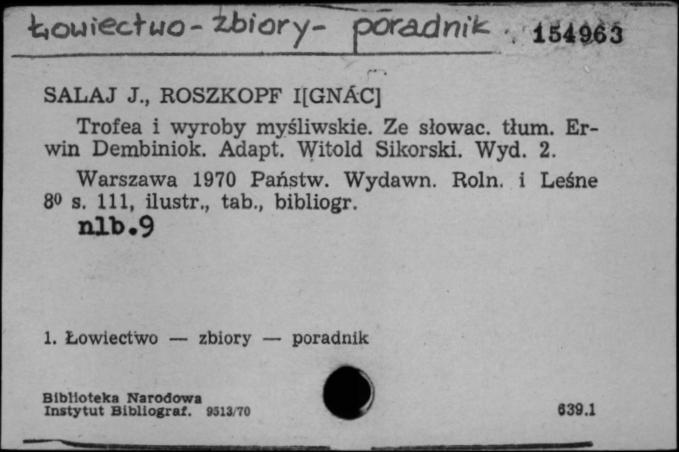 Łowiectwo - zbiory - poradnik
154963
SALAJ J., ROSZKOPF I[GNÁC]
Trofea i wyroby myśliwskie. Ze słowac. tłum. Er-
win Dembiniok. Adapt. Witold Sikorski. Wyd. 2.
Warszawa 1970 Państw. Wydawn. Roln. i Leśne
8⁰ s. 111, ilustr., tab., bibliogr.
nlb.9
1. Łowiectwo — zbiory — poradnik
Biblioteka Narodowa
Instytut Bibliograf. 9513/70
639.1